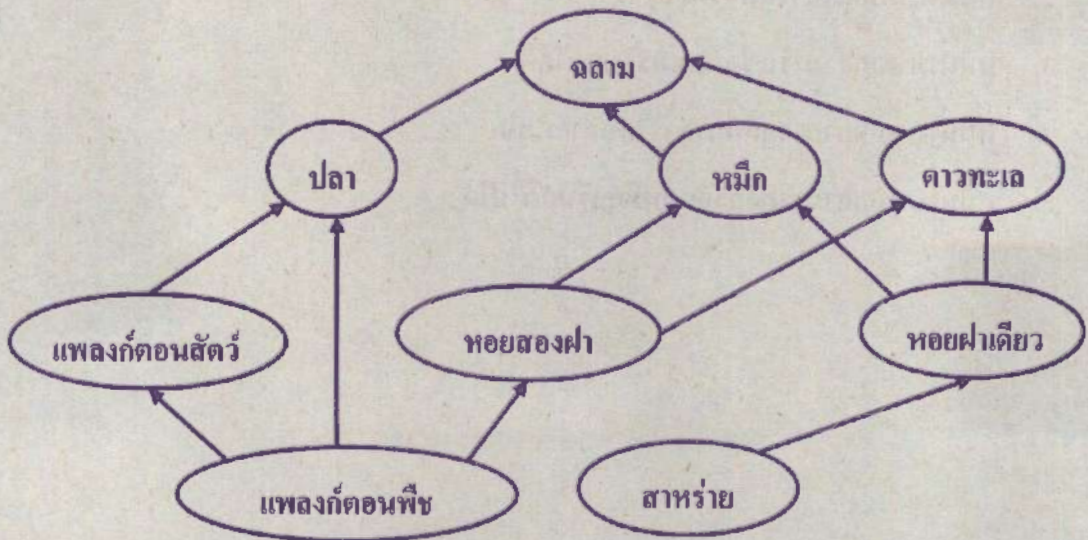 ฉลาม
ปลา
หมึก
ดาวทะเล
แพลงก์ตอนสัตว์
หอยสองฝา
หอยฝาเดียว
แพลงก์ตอนพืช
สาหร่าย